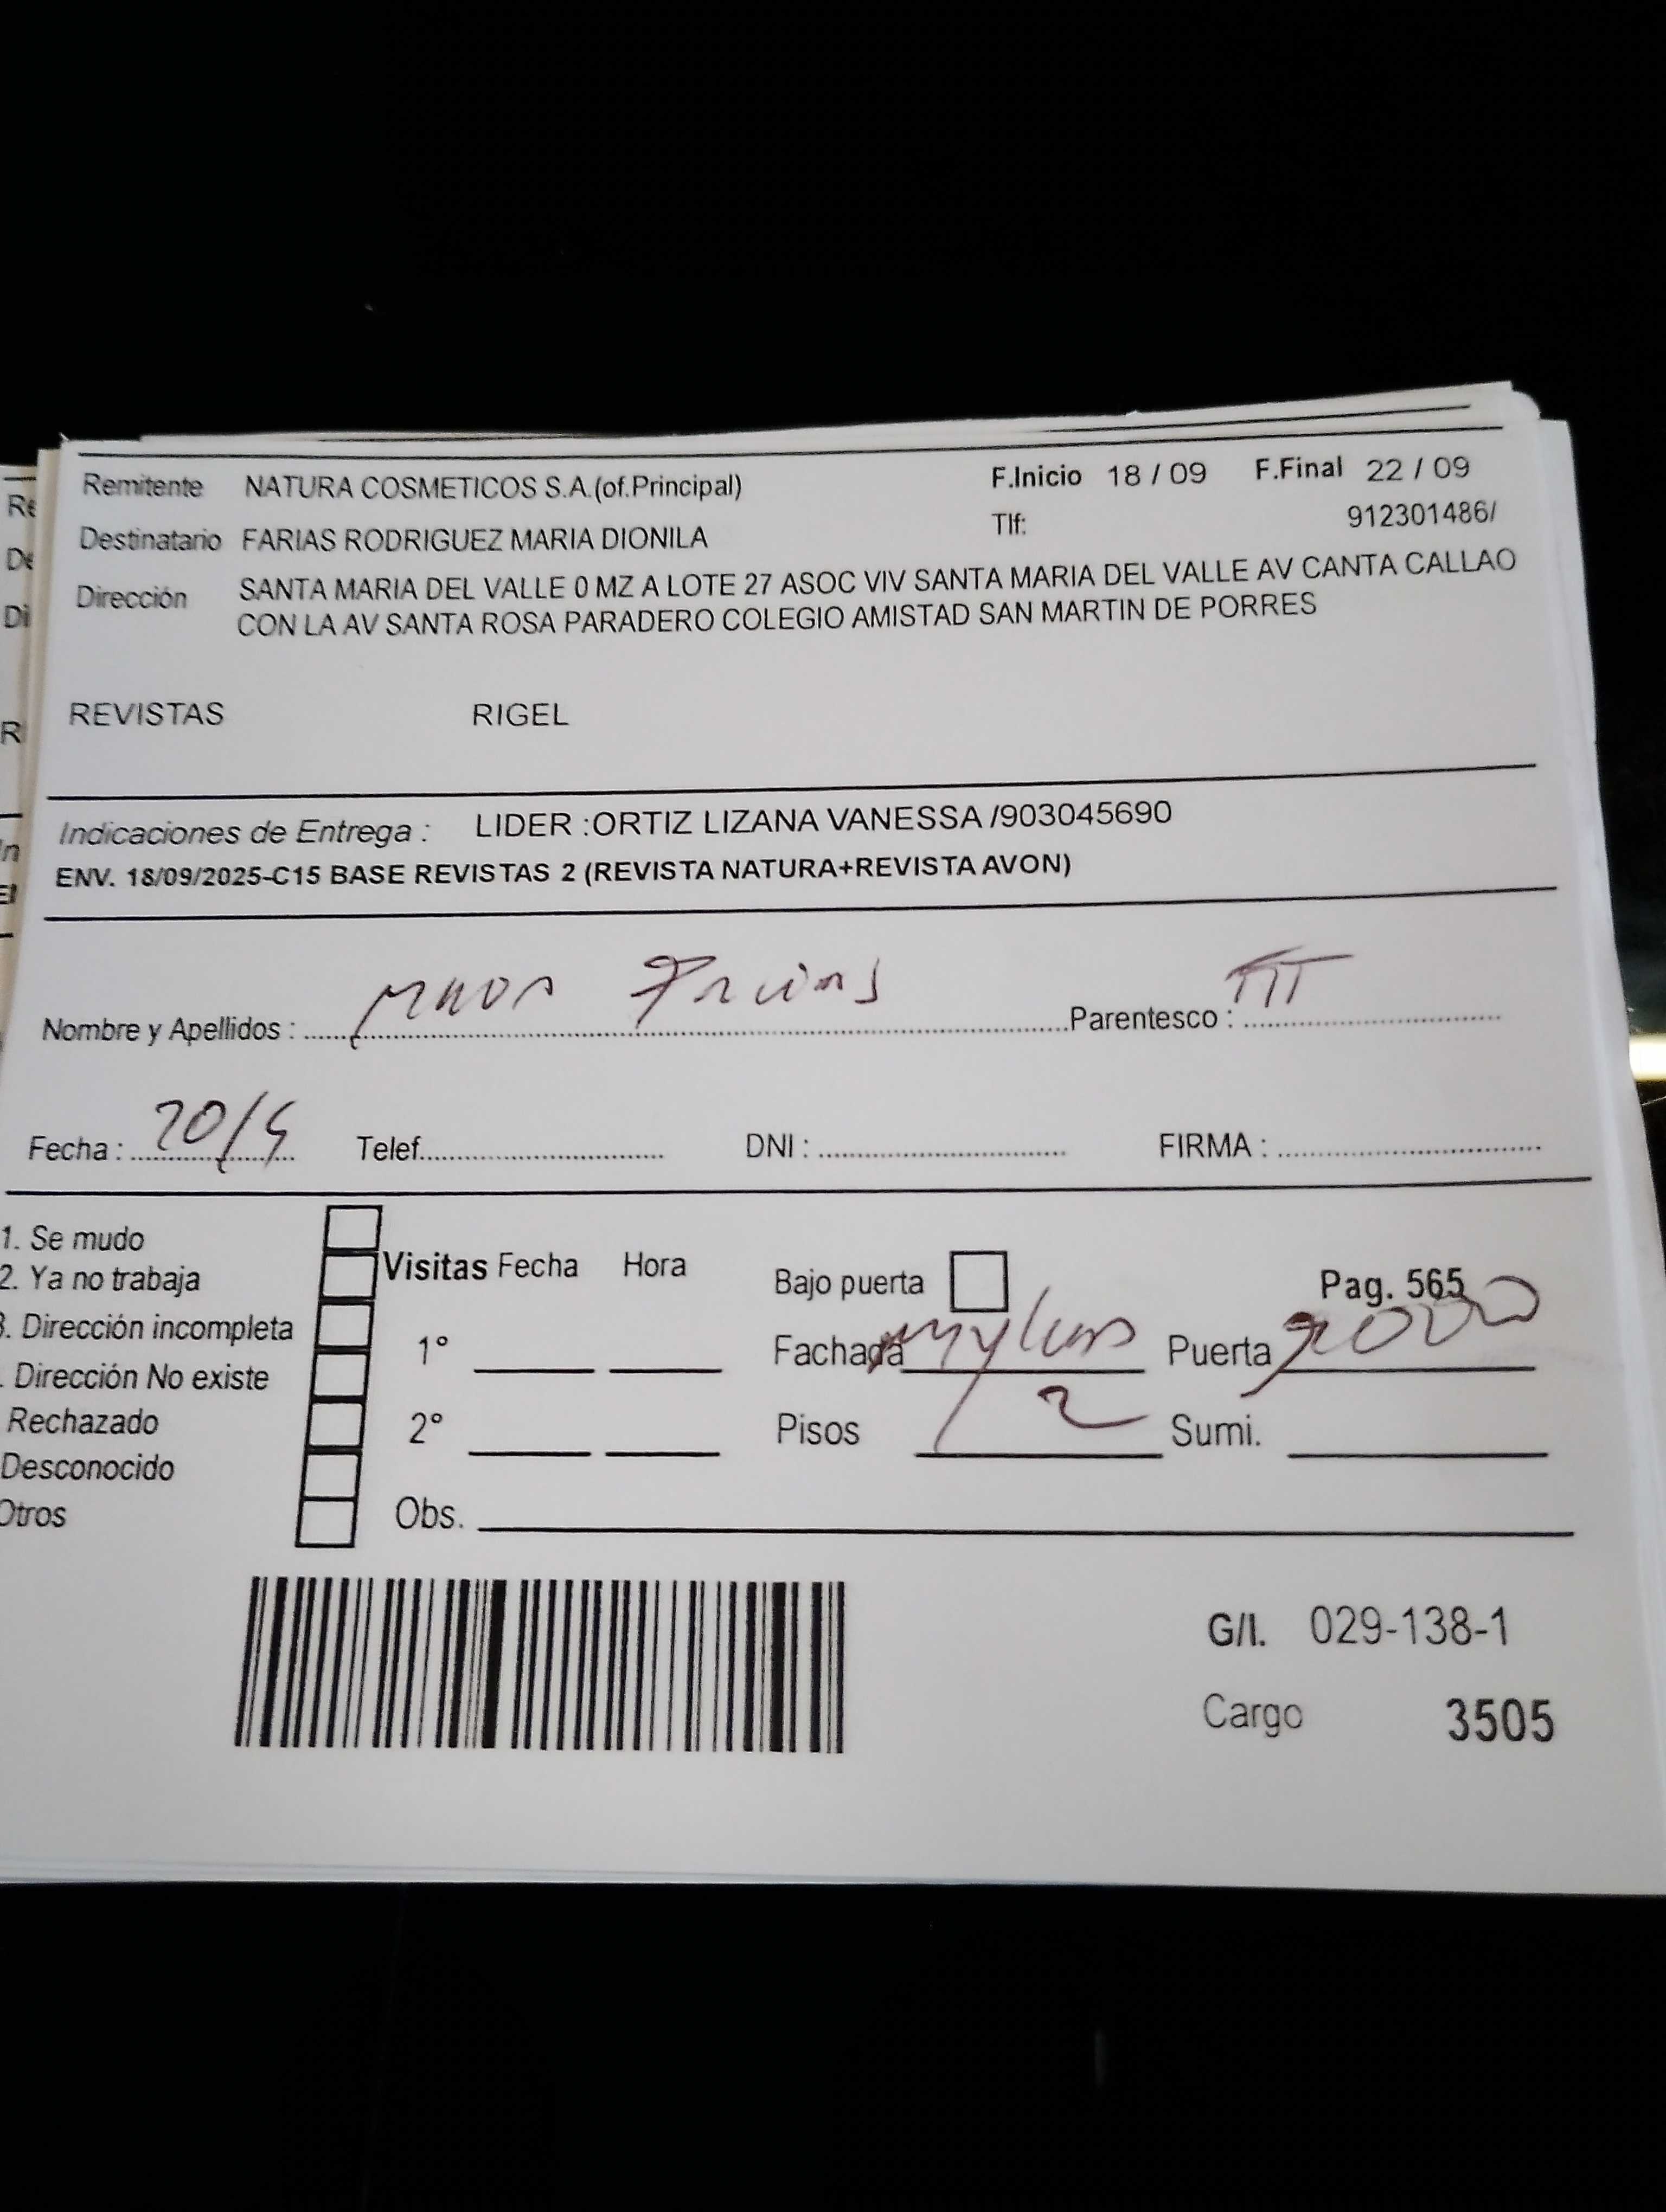 Remitente NATURA COSMETICOS S.A.(of.Principal) F.Inicio 18 / 09 F.Final 22 / 09
Destinatario FARIAS RODRIGUEZ MARIA DIONILA Tlf: 912301486/
Dirección SANTA MARIA DEL VALLE 0 MZ A LOTE 27 ASOC VIV SANTA MARIA DEL VALLE AV CANTA CALLAO
CON LA AV SANTA ROSA PARADERO COLEGIO AMISTAD SAN MARTIN DE PORRES
REVISTAS RIGEL
Indicaciones de Entrega : LIDER :ORTIZ LIZANA VANESSA /903045690
ENV. 18/09/2025-C15 BASE REVISTAS 2 (REVISTA NATURA+REVISTA AVON)
Nombre y Apellidos : Farias Parentesco : TIT
Fecha : 20/9 Telef. DNI : FIRMA :
1. Se mudo
2. Ya no trabaja
3. Dirección incompleta
. Dirección No existe
Rechazado
Desconocido
Otros
Visitas Fecha Hora
1°
2°
Obs.
Bajo puerta Pag. 565
Fachada Puerta
Pisos 2 Sumi.
G/I. 029-138-1
Cargo 3505